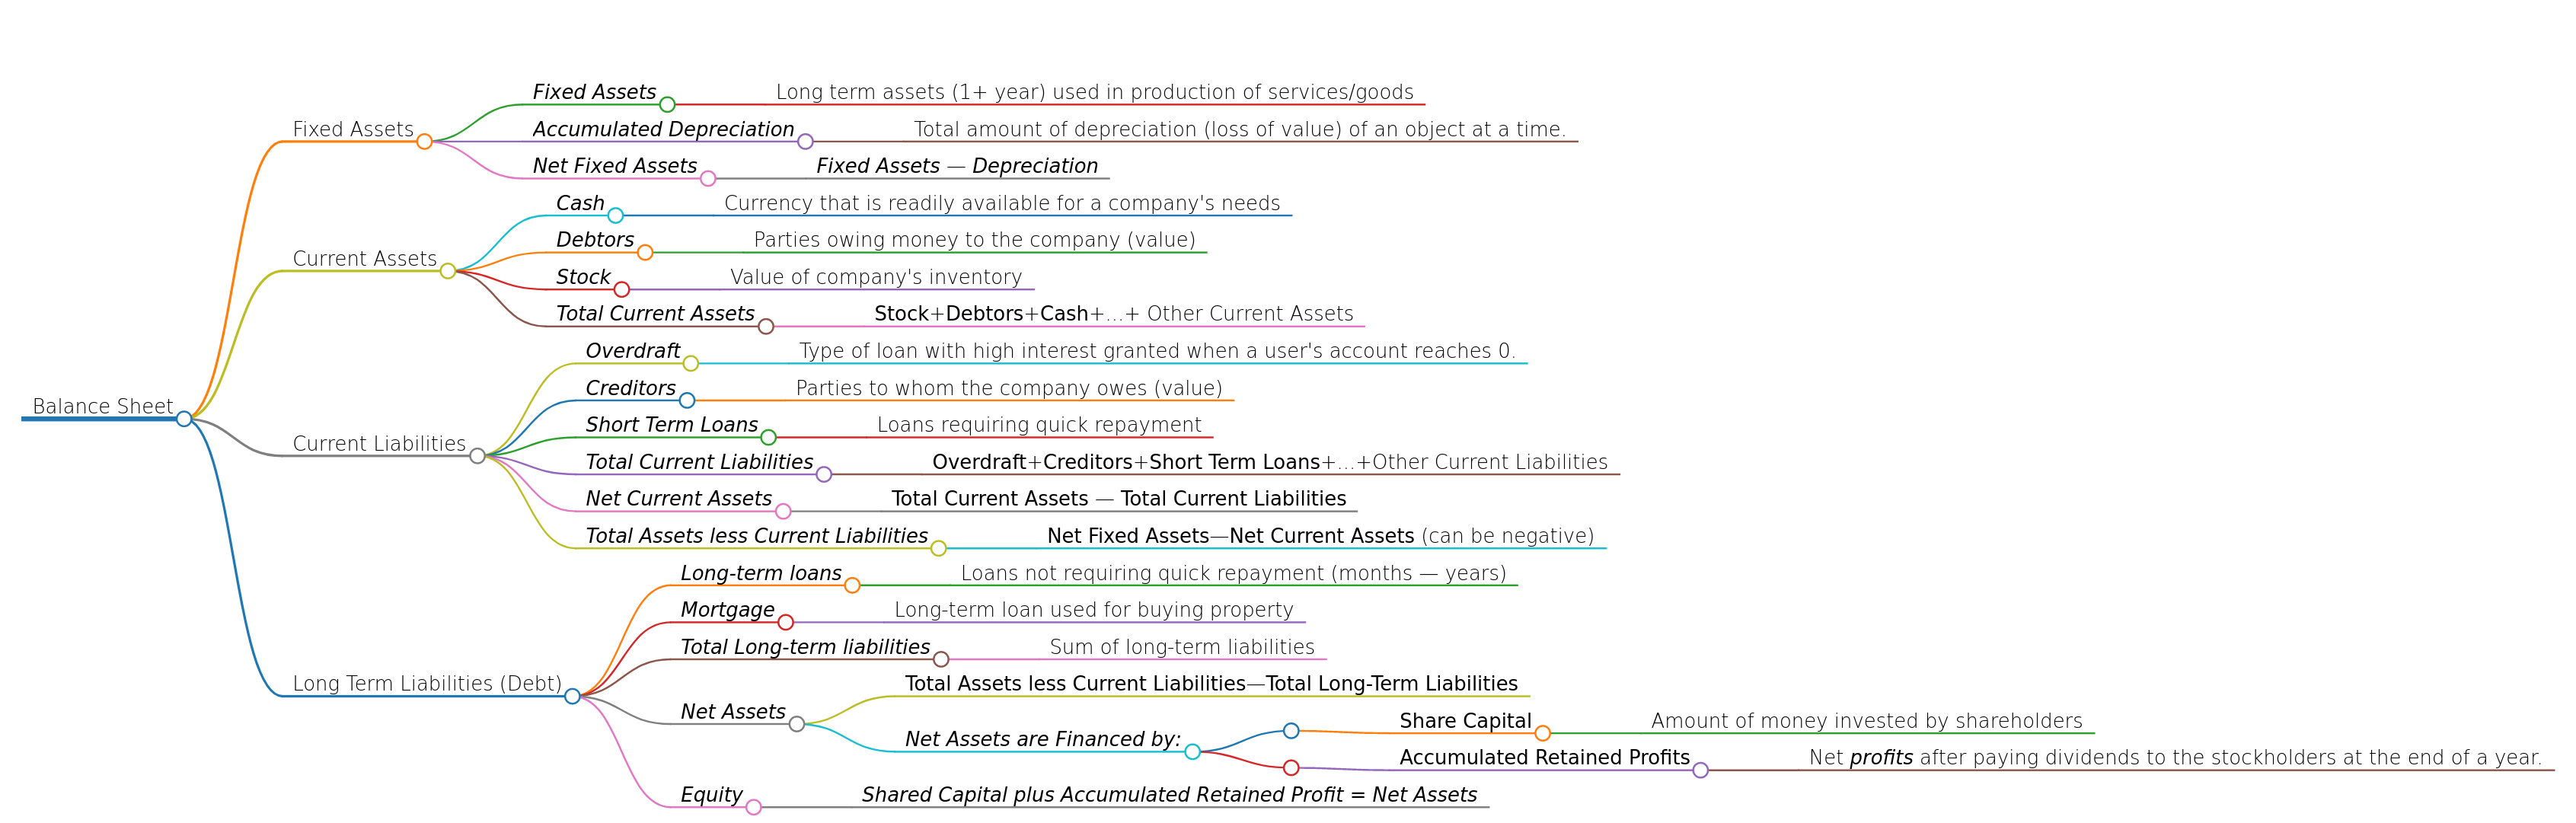 Balance Sheet
Fixed Assets
Fixed Assets
Long term assets (1+ year) used in production of services/goods
Accumulated Depreciation
Total amount of depreciation (loss of value) of an object at a time.
Net Fixed Assets
Fixed Assets — Depreciation
Current Assets
Cash
Currency that is readily available for a company's needs
Debtors
Parties owing money to the company (value)
Stock
Value of company's inventory
Total Current Assets
Stock+Debtors+Cash+...+ Other Current Assets
Current Liabilities
Overdraft
Type of loan with high interest granted when a user's account reaches 0.
Creditors
Parties to whom the company owes (value)
Short Term Loans
Loans requiring quick repayment
Total Current Liabilities
Overdraft+Creditors+Short Term Loans+...+Other Current Liabilities
Net Current Assets
Total Current Assets — Total Current Liabilities
Total Assets less Current Liabilities
Net Fixed Assets—Net Current Assets (can be negative)
Long Term Liabilities (Debt)
Long-term loans
Loans not requiring quick repayment (months — years)
Mortgage
Long-term loan used for buying property
Total Long-term liabilities
Sum of long-term liabilities
Net Assets
Total Assets less Current Liabilities—Total Long-Term Liabilities
Net Assets are Financed by:
Share Capital
Amount of money invested by shareholders
Accumulated Retained Profits
Net profits after paying dividends to the stockholders at the end of a year.
Equity
Shared Capital plus Accumulated Retained Profit = Net Assets